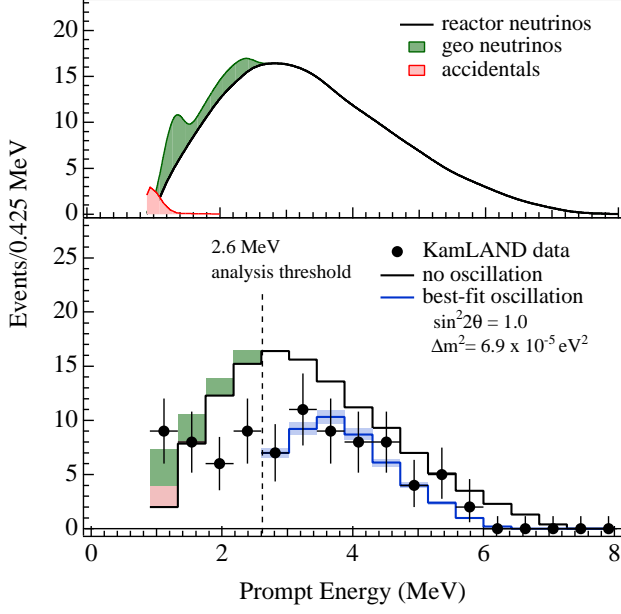 reactor neutrinos
geo neutrinos
accidentals
20
15
10
5
0
Events/0.425 MeV
2.6 MeV
analysis threshold
KamLAND data
no oscillation
best-fit oscillation
sin²2θ = 1.0
Δm²= 6.9 x 10⁻⁵ eV²
25
20
15
10
5
0
0 2 4 6 8
Prompt Energy (MeV)